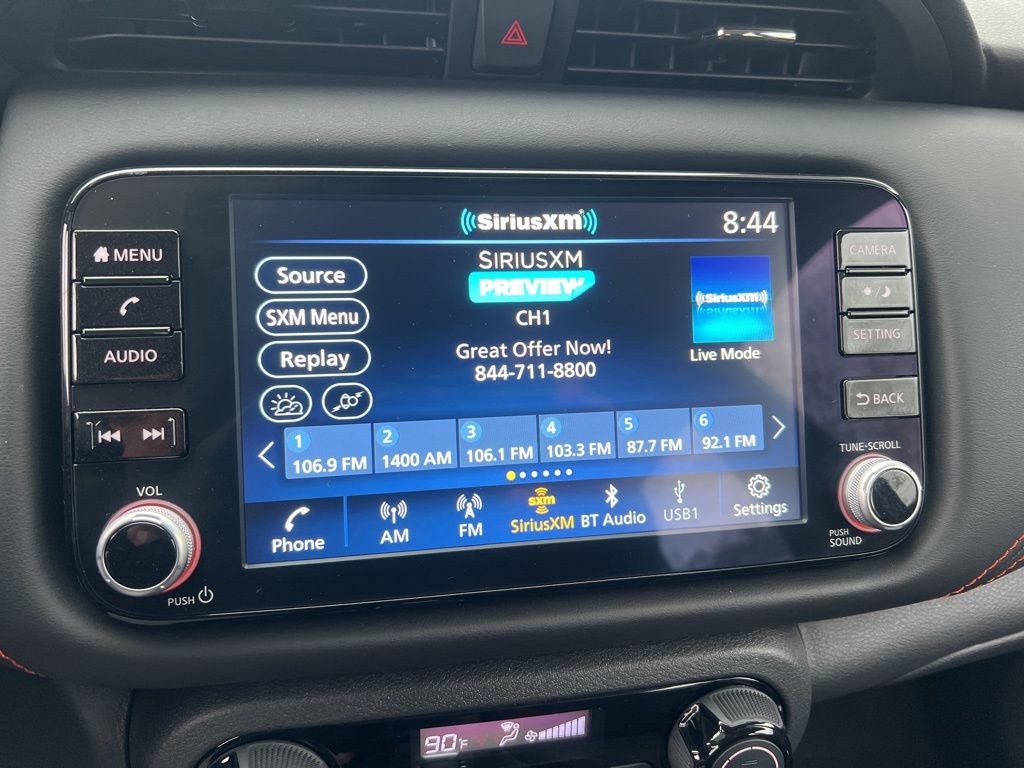 SiriusXM
8:44
MENU
AUDIO
VOL
PUSH
Source
SXM Menu
Replay
SIRIUSXM
PREVIEW
CH1
Great Offer Now!
844-711-8800
SiriusXM
Live Mode
1 106.9 FM
2 1400 AM
3 106.1 FM
4 103.3 FM
5 87.7 FM
6 92.1 FM
Phone
AM
FM
sxm
SiriusXM
BT Audio
USB1
Settings
CAMERA
SETTING
BACK
TUNE-SCROLL
PUSH
SOUND
90°F